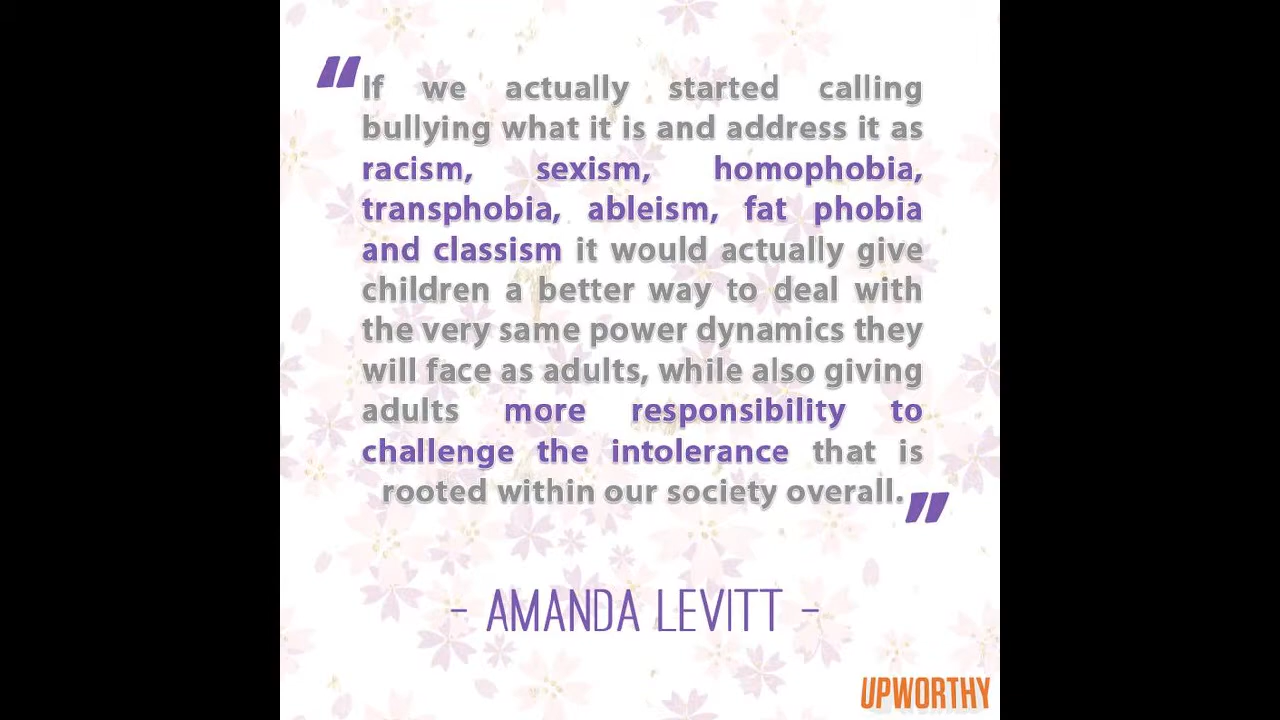 "If we actually started calling
bullying what it is and address it as
racism, sexism, homophobia,
transphobia, ableism, fat phobia
and classism it would actually give
children a better way to deal with
the very same power dynamics they
will face as adults, while also giving
adults more responsibility to
challenge the intolerance that is
rooted within our society overall."
- AMANDA LEVITT -
UPWORTHY